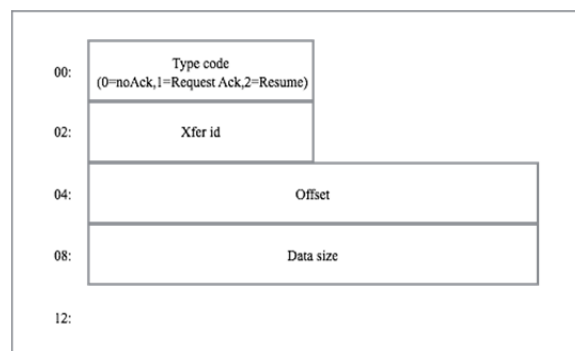 00:
Type code
(0=noAck,1=Request Ack,2=Resume)
02:
Xfer id
04:
Offset
08:
Data size
12: